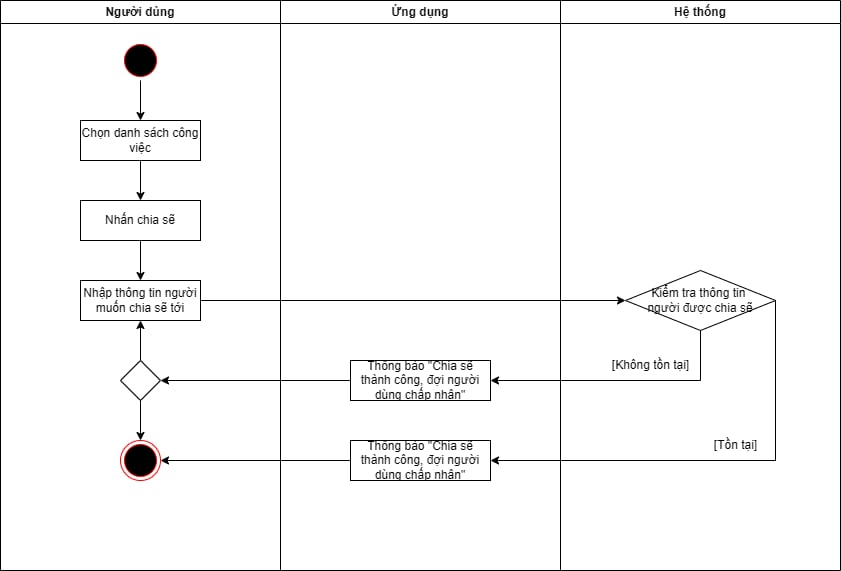 Người dủng
Ứng dụng
Hệ thống
Chọn danh sách công
việc
Nhấn chia sẽ
Nhập thông tin người
muốn chia sẽ tới
Kiểm tra thông tin
người được chia sẽ
[Không tồn tại]
Thông báo "Chia sẽ
thành công, đợi người
dùng chấp nhận"
[Tồn tại]
Thông báo "Chia sẽ
thành công, đợi người
dùng chấp nhận"